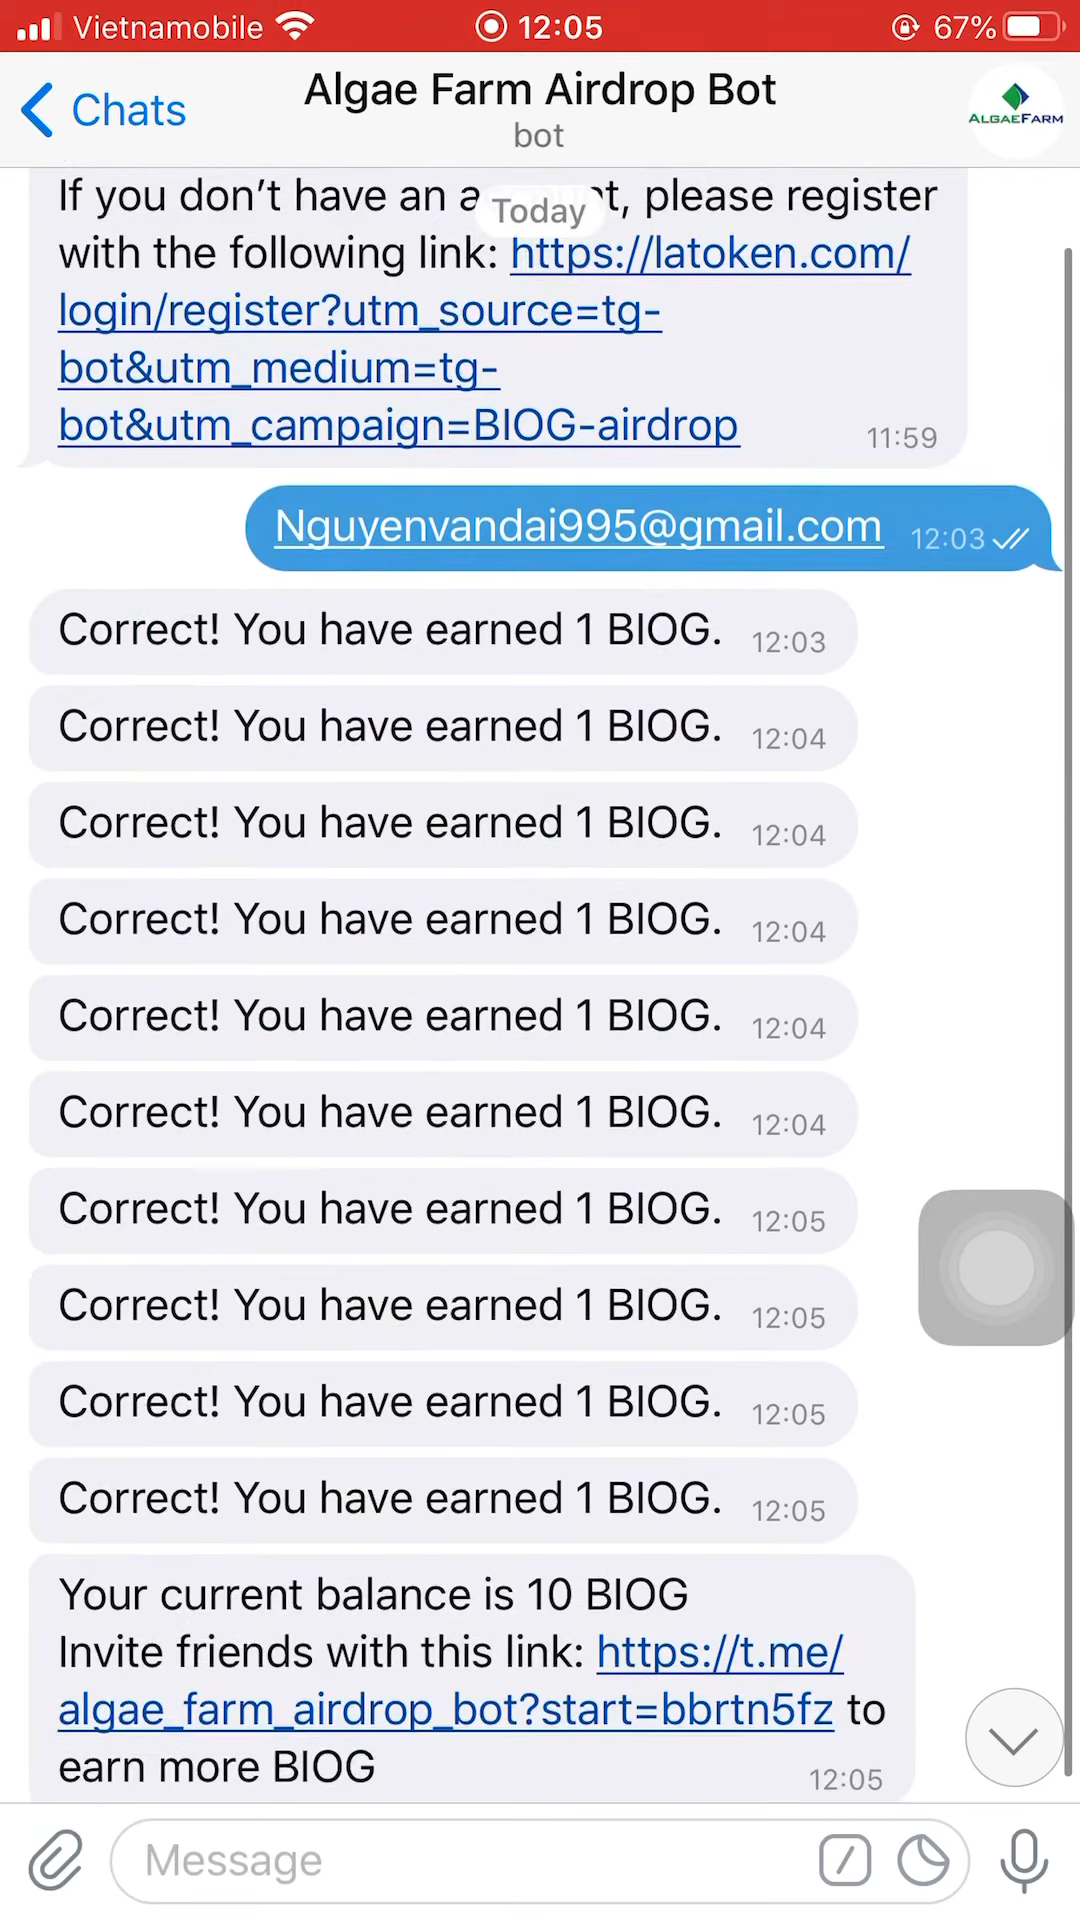 Vietnamobile 12:05 67%
Chats
Algae Farm Airdrop Bot
bot
ALGAEFARM
If you don't have an a t, please register
Today
with the following link: https://latoken.com/
login/register?utm_source=tg-
bot&utm_medium=tg-
bot&utm_campaign=BIOG-airdrop 11:59
Nguyenvandai995@gmail.com 12:03
Correct! You have earned 1 BIOG. 12:03
Correct! You have earned 1 BIOG. 12:04
Correct! You have earned 1 BIOG. 12:04
Correct! You have earned 1 BIOG. 12:04
Correct! You have earned 1 BIOG. 12:04
Correct! You have earned 1 BIOG. 12:04
Correct! You have earned 1 BIOG. 12:05
Correct! You have earned 1 BIOG. 12:05
Correct! You have earned 1 BIOG. 12:05
Correct! You have earned 1 BIOG. 12:05
Your current balance is 10 BIOG
Invite friends with this link: https://t.me/
algae_farm_airdrop_bot?start=bbrtn5fz to
earn more BIOG 12:05
Message